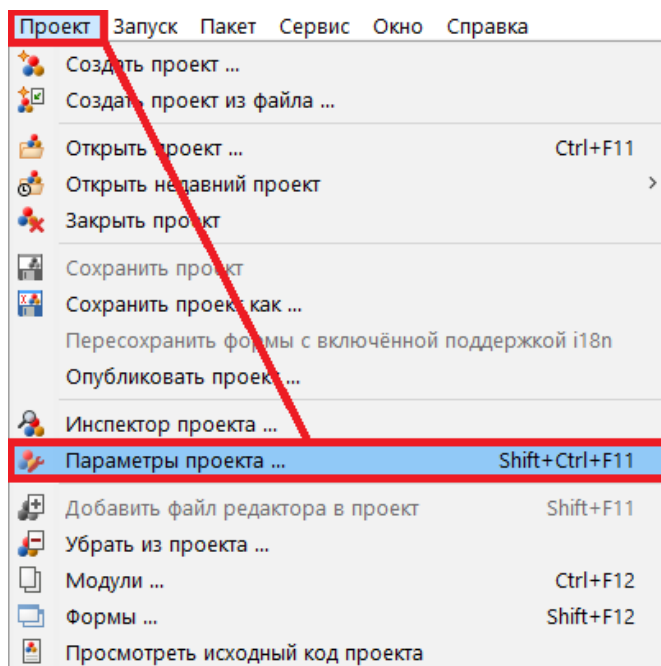 Проект Запуск Пакет Сервис Окно Справка
Создать проект ...
Создать проект из файла ...
Открыть проект ... Ctrl+F11
Открыть недавний проект
Закрыть проект
Сохранить проект
Сохранить проект как ...
Пересохранить формы с включённой поддержкой i18n
Опубликовать проект ...
Инспектор проекта ...
Параметры проекта ... Shift+Ctrl+F11
Добавить файл редактора в проект Shift+F11
Убрать из проекта ...
Модули ... Ctrl+F12
Формы ... Shift+F12
Просмотреть исходный код проекта